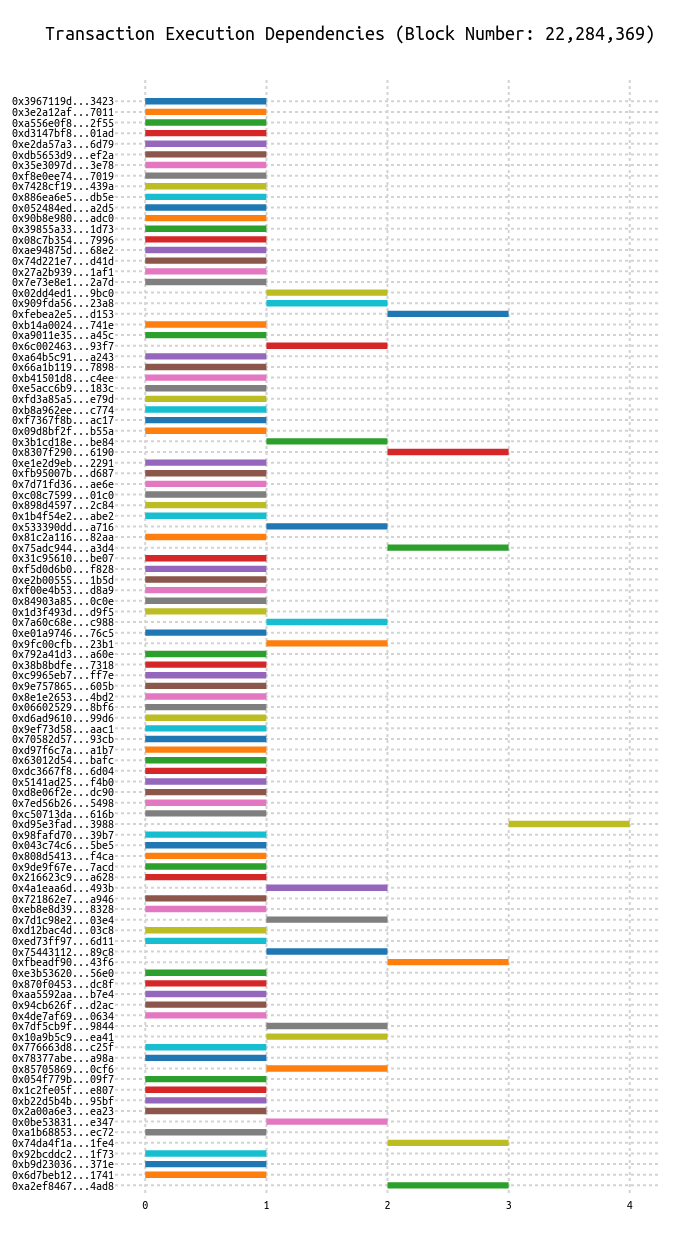 Transaction Execution Dependencies (Block Number: 22,284,369)
0x3967119d...3423
0x3e2a12af...7011
0xa556e0f8...2f55
0xd3147bf8...01ad
0xe2da57a3...6d79
0xdb5653d9...ef2a
0x35e3097d...3e78
0xf8e0ee74...7019
0x7428cf19...439a
0x886ea6e5...db5e
0x052484ed...a2d5
0x90b8e980...adc0
0x39855a33...1d73
0x08c7b354...7996
0xae94875d...68e2
0x74d221e7...d41d
0x27a2b939...1af1
0x7e73e8e1...2a7d
0x02dd4ed1...9bc0
0x909fda56...23a8
0xfebea2e5...d153
0xb14a0024...741e
0xa9011e35...a45c
0x6c002463...93f7
0xa64b5c91...a243
0x66a1b119...7898
0xb41501d8...c4ee
0xe5acc6b9...183c
0xfd3a85a5...e79d
0xb8a962ee...c774
0xf7367f8b...ac17
0x09d8bf2f...b55a
0x3b1cd18e...be84
0x8307f290...6190
0xe1e2d9eb...2291
0xfb95007b...d687
0x7d71fd36...ae6e
0xc08c7599...01c0
0x898d4597...2c84
0x1b4f54e2...abe2
0x533390dd...a716
0x81c2a116...82aa
0x75adc944...a3d4
0x31c95610...be07
0xf5d0d6b0...f828
0xe2b00555...1b5d
0xf00e4b53...d8a9
0x84903a85...0c0e
0x1d3f493d...d9f5
0x7a60c68e...c988
0xe01a9746...76c5
0x9fc00cfb...23b1
0x792a41d3...a60e
0x38b8bdfe...7318
0xc9965eb7...ff7e
0x9e757865...605b
0x8e1e2653...4bd2
0x06602529...8bf6
0xd6ad9610...99d6
0x9ef73d58...aac1
0x70582d57...93cb
0xd97f6c7a...a1b7
0x63012d54...bafc
0xdc3667f8...6d04
0x5141ad25...f4b0
0xd8e06f2e...dc90
0x7ed56b26...5498
0xc50713da...616b
0xd95e3fad...3988
0x98fafd70...39b7
0x043c74c6...5be5
0x808d5413...f4ca
0x9de9f67e...7acd
0x216623c9...a628
0x4a1eaa6d...493b
0x721862e7...a946
0xeb8e8d39...8328
0x7d1c98e2...03e4
0xd12bac4d...03c8
0xed73ff97...6d11
0x75443112...89c8
0xfbeadf90...43f6
0xe3b53620...56e0
0x870f0453...dc8f
0xaa5592aa...b7e4
0x94cb626f...d2ac
0x4de7af69...0634
0x7df5cb9f...9844
0x10a9b5c9...ea41
0x776663d8...c25f
0x78377abe...a98a
0x85705869...0cf6
0x054f779b...09f7
0x1c2fe05f...e807
0xb22d5b4b...95bf
0x2a00a6e3...ea23
0x0be53831...e347
0xa1b68853...ec72
0x74da4f1a...1fe4
0x92bcddc2...1f73
0xb9d23036...371e
0x6d7beb12...1741
0xa2ef8467...4ad8
0 1 2 3 4